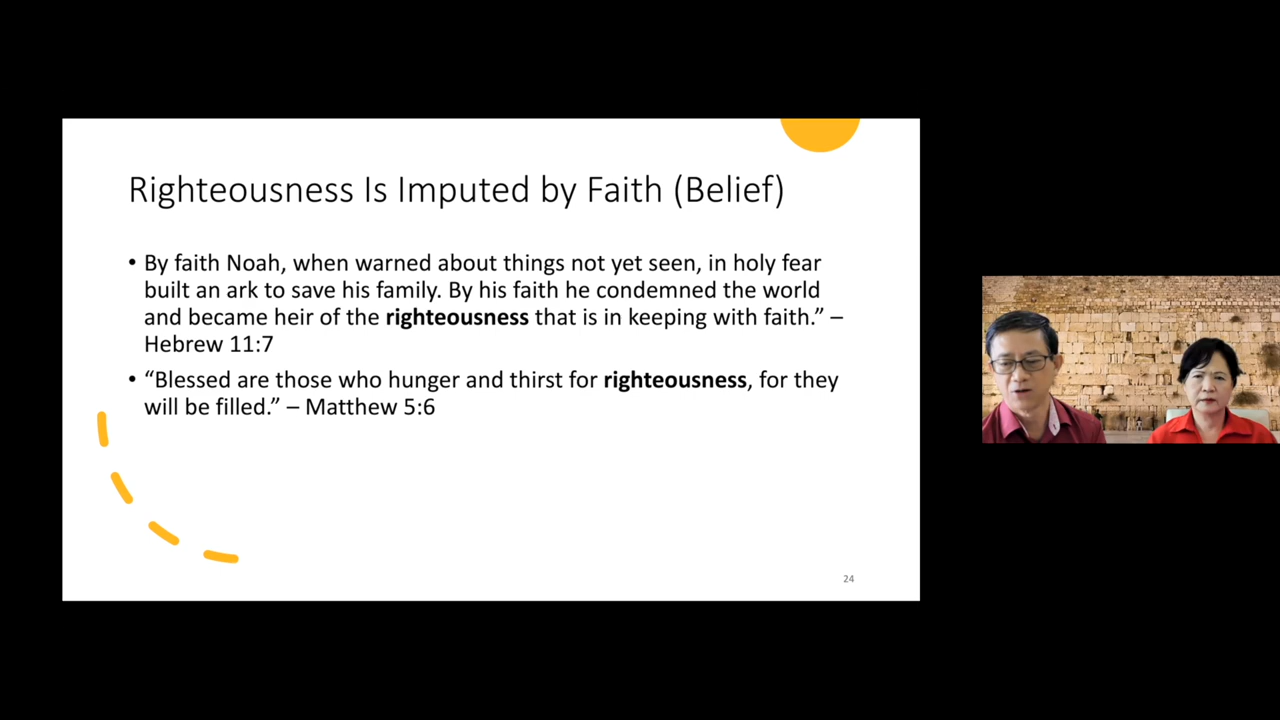 Righteousness Is Imputed by Faith (Belief)
• By faith Noah, when warned about things not yet seen, in holy fear
built an ark to save his family. By his faith he condemned the world
and became heir of the righteousness that is in keeping with faith.” –
Hebrew 11:7
• “Blessed are those who hunger and thirst for righteousness, for they
will be filled.” – Matthew 5:6
24